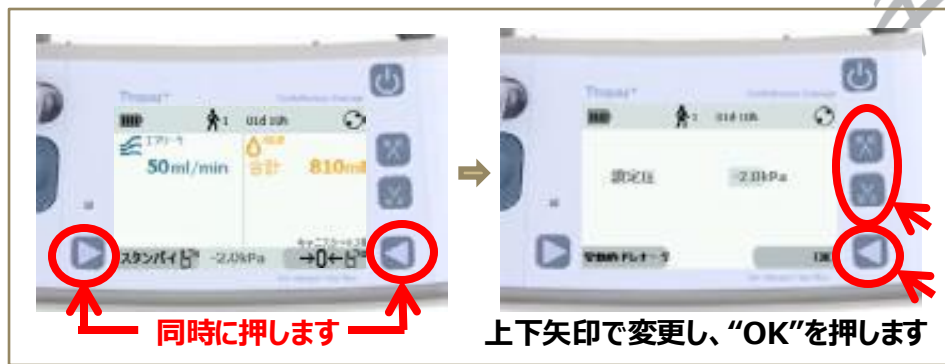 Thopaz+
01d 10h
エアリーク
50ml/min
合計
810ml
スタンバイ
-2.0kPa
→0←
同時に押します
設定圧
-2.0kPa
OK
上下矢印で変更し、“OK”を押します